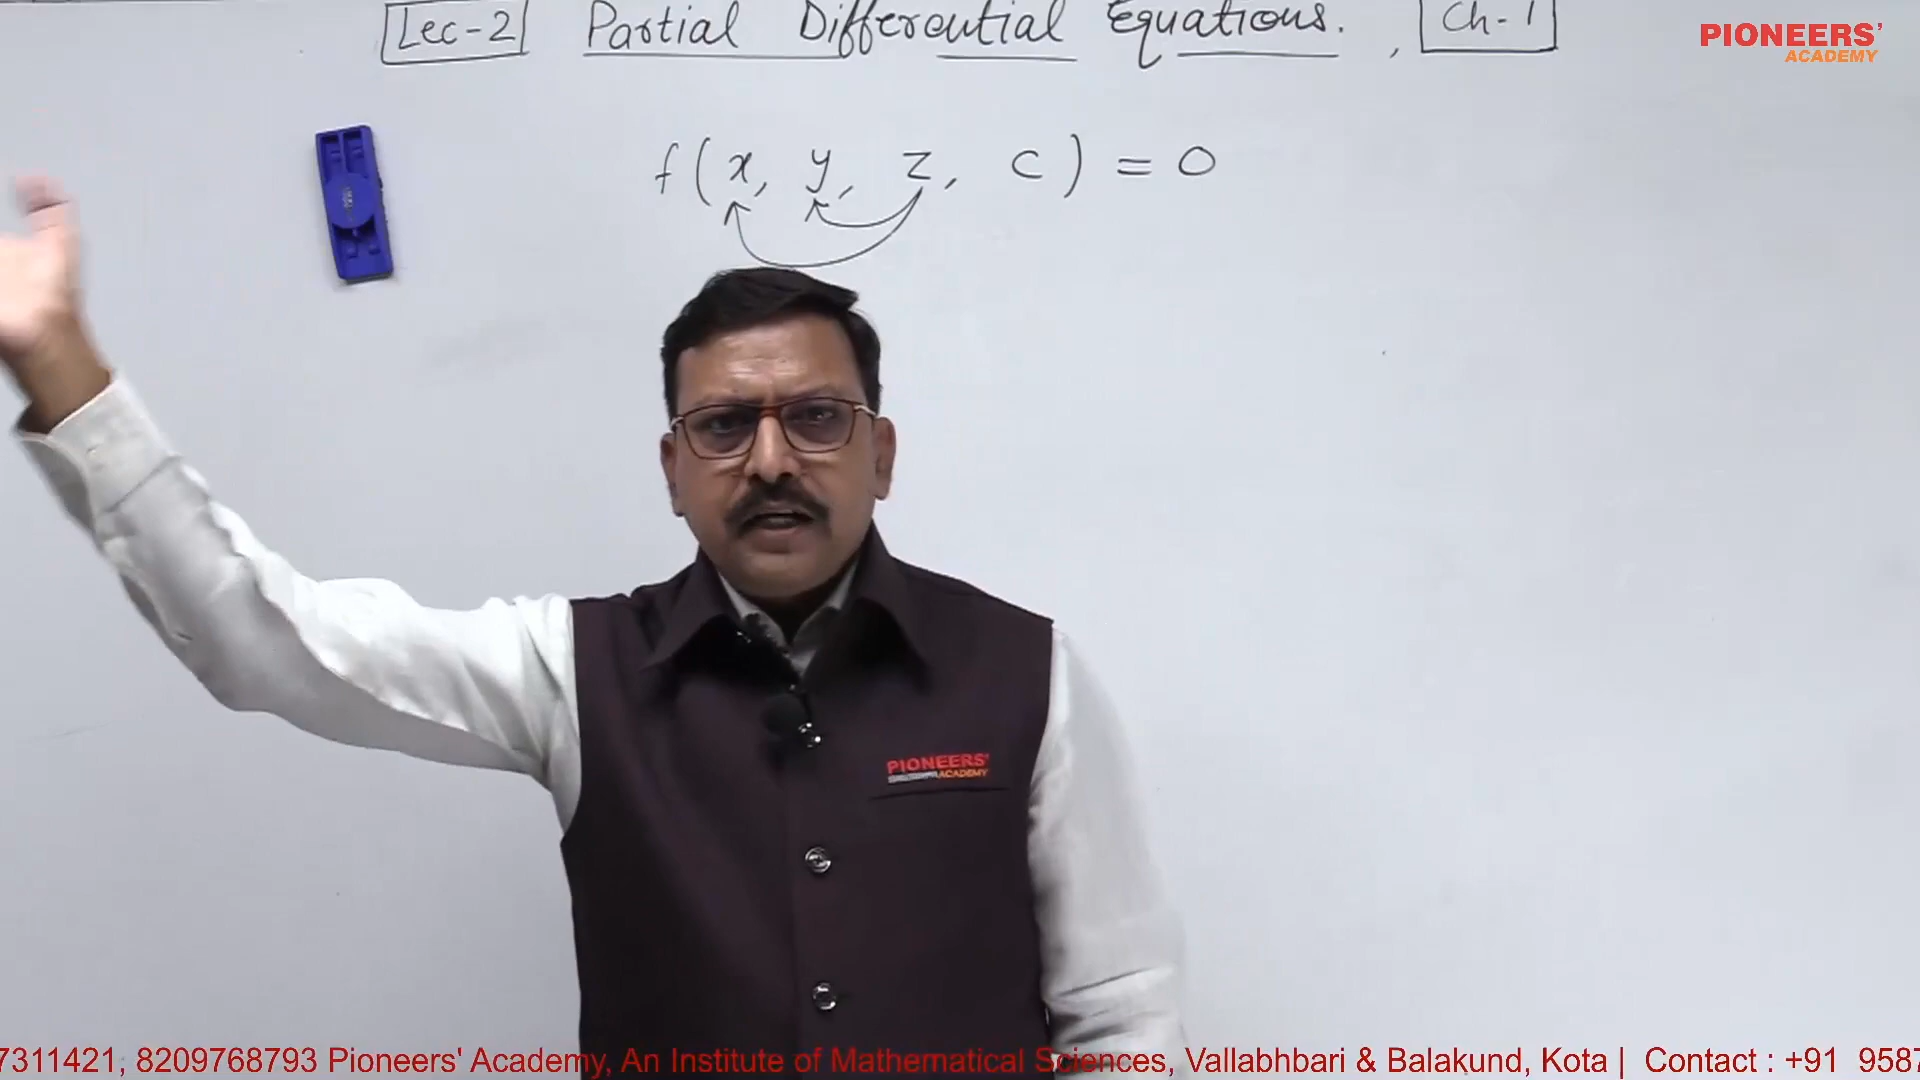 Lec-2 Partial Differential Equations. , Ch-1
PIONEERS'
ACADEMY
f(x, y, z, c) = 0
PIONEERS'
ACADEMY
7311421, 8209768793 Pioneers' Academy, An Institute of Mathematical Sciences, Vallabhbari & Balakund, Kota | Contact : +91 9587